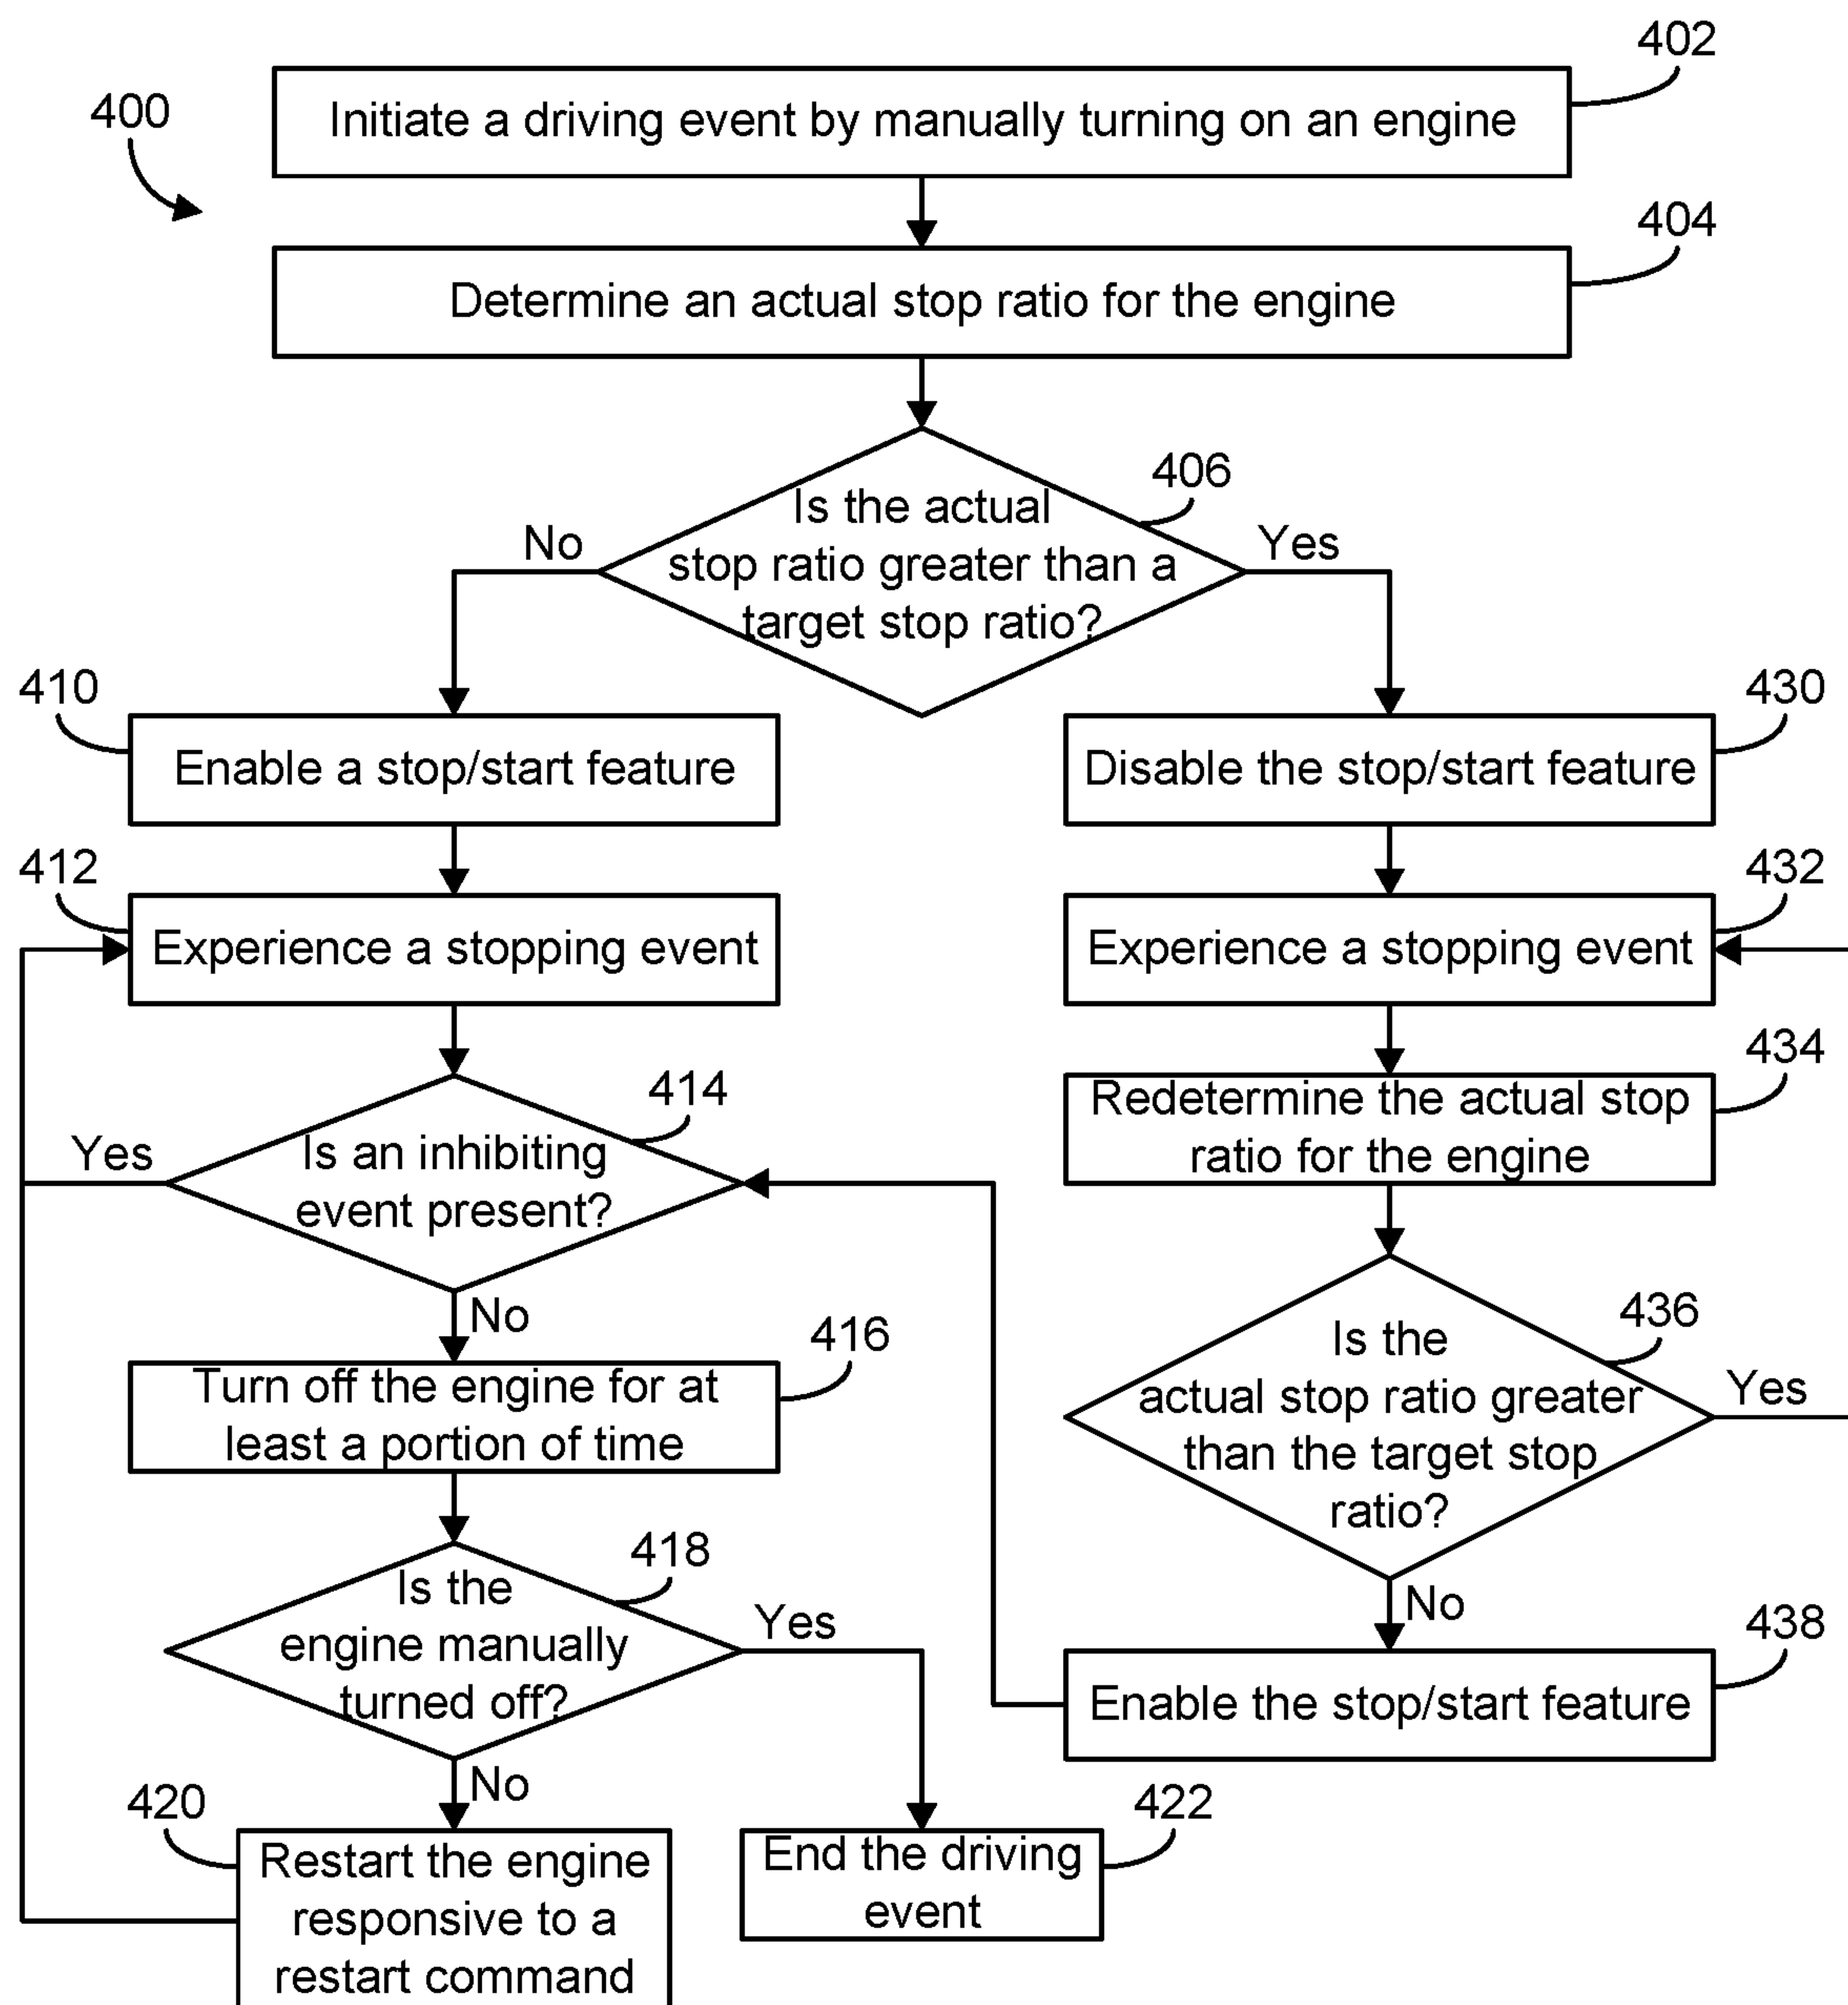 402
400
Initiate a driving event by manually turning on an engine
404
Determine an actual stop ratio for the engine
406
Is the actual
stop ratio greater than a
target stop ratio?
No
Yes
410
Enable a stop/start feature
430
Disable the stop/start feature
412
Experience a stopping event
432
Experience a stopping event
434
Redetermine the actual stop
ratio for the engine
414
Is an inhibiting
event present?
Yes
No
416
Turn off the engine for at
least a portion of time
436
Is the
actual stop ratio greater
than the target stop
ratio?
Yes
No
418
Is the
engine manually
turned off?
Yes
No
438
Enable the stop/start feature
420
Restart the engine
responsive to a
restart command
422
End the driving
event